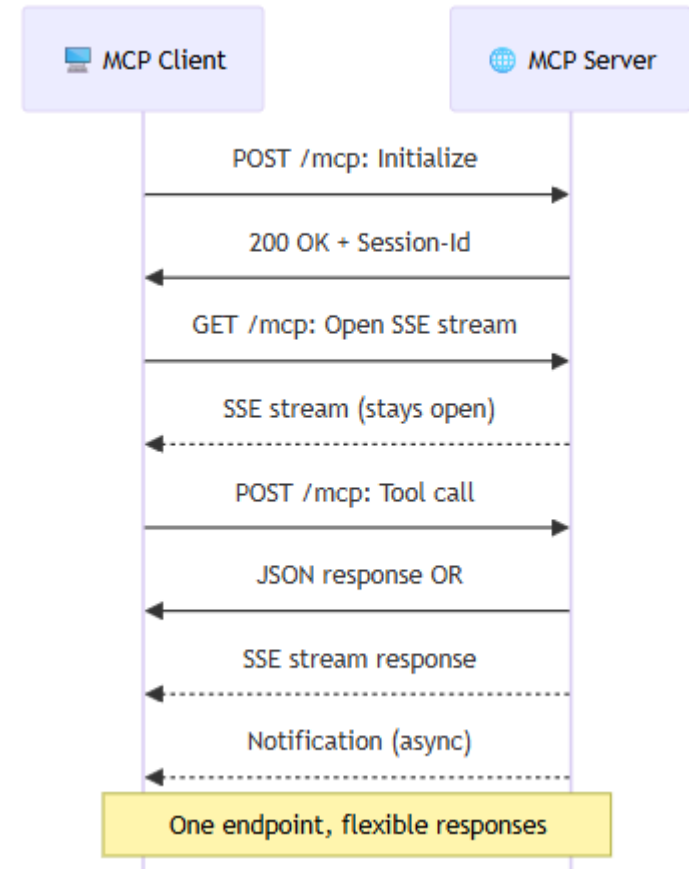 MCP Client
MCP Server
POST /mcp: Initialize
200 OK + Session-Id
GET /mcp: Open SSE stream
SSE stream (stays open)
POST /mcp: Tool call
JSON response OR
SSE stream response
Notification (async)
One endpoint, flexible responses